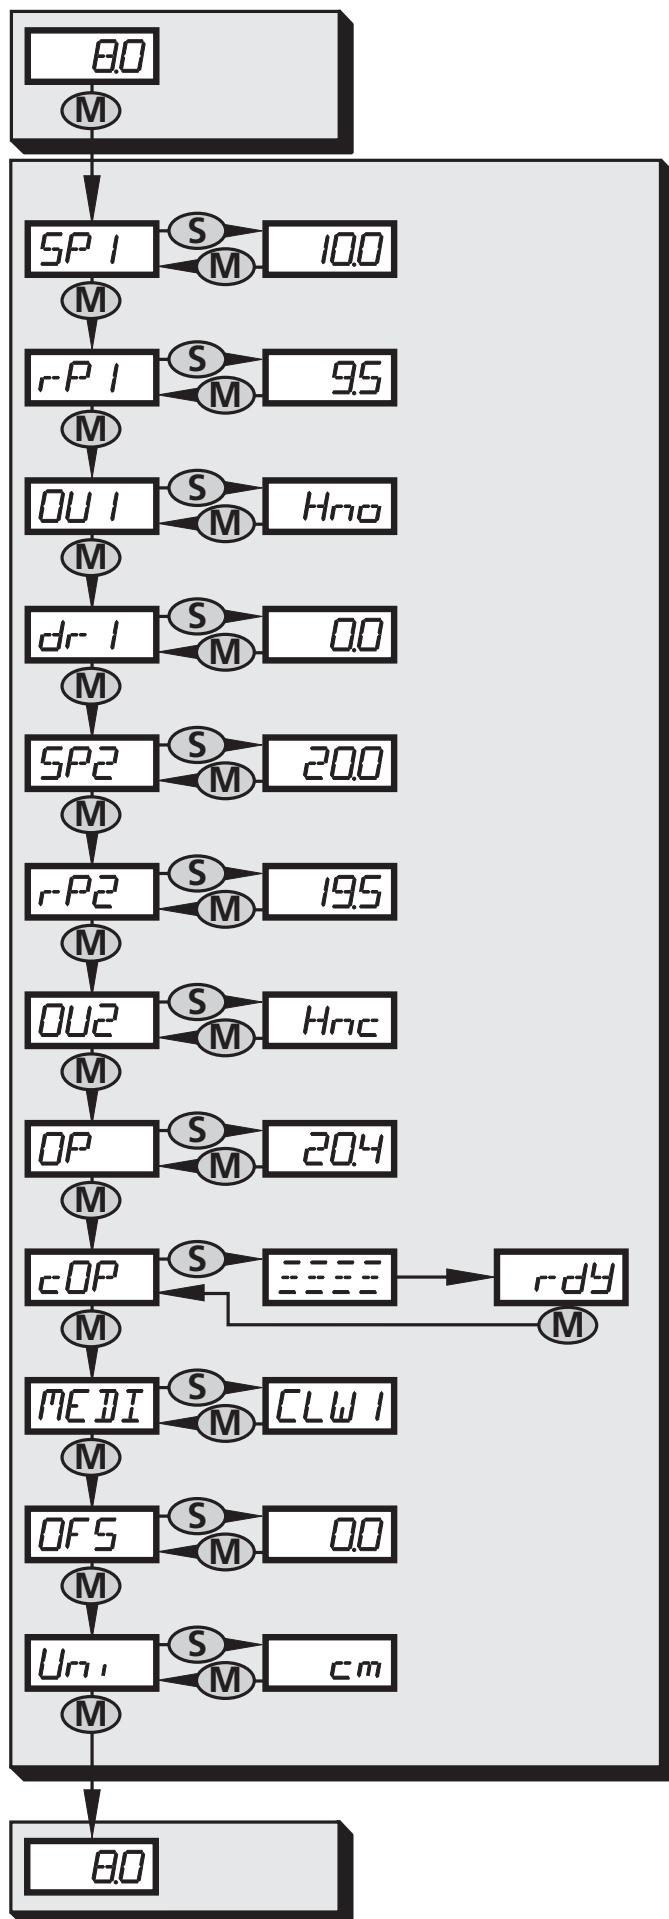 8.0
M
SP1 S 10.0
M
M
rP1 S 9.5
M
M
OU1 S Hno
M
M
dr1 S 0.0
M
M
SP2 S 20.0
M
M
rP2 S 19.5
M
M
OU2 S Hnc
M
M
OP S 20.4
M
M
cOP S ==== rdY
M M
MEDI S CLW1
M
M
OFS S 0.0
M
M
Uni S cm
M
M
8.0